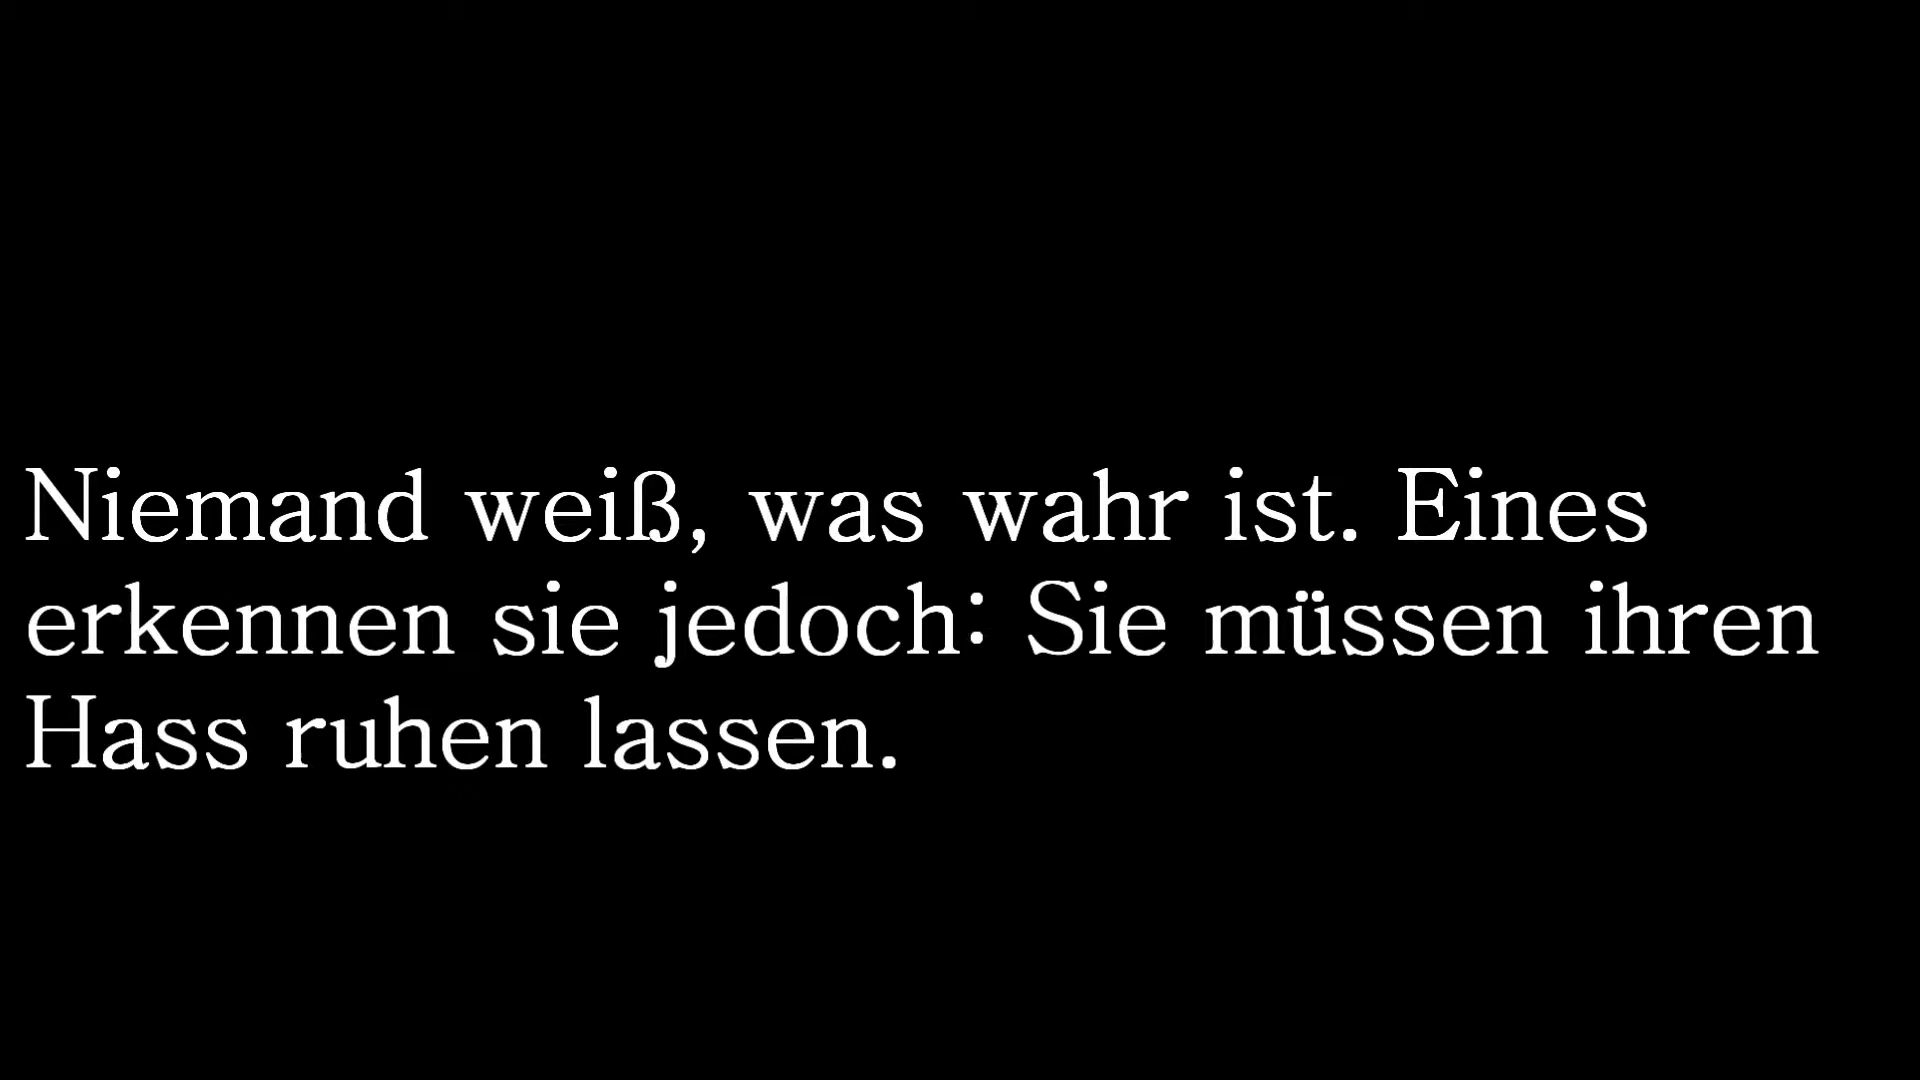 Niemand weiß, was wahr ist. Eines
erkennen sie jedoch: Sie müssen ihren
Hass ruhen lassen.